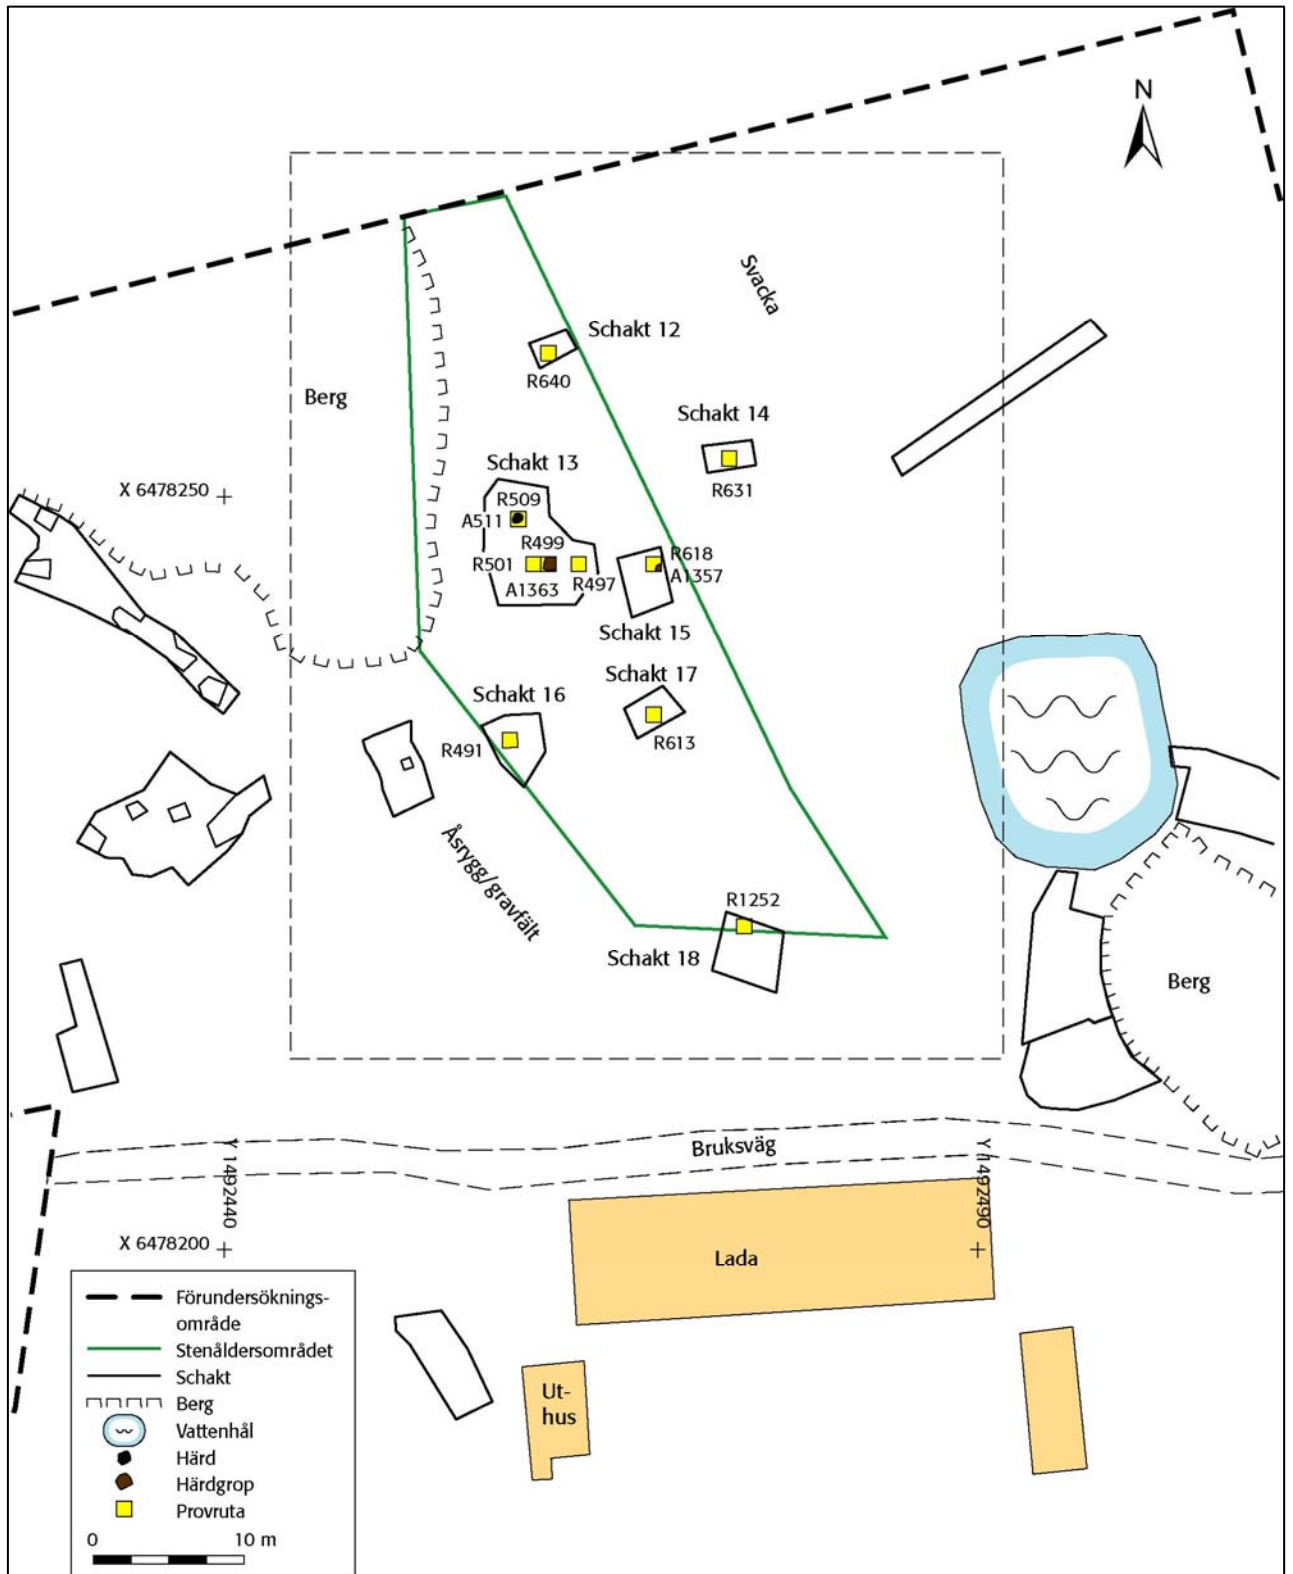 N
Svacka
Schakt 12
R640
Berg
Schakt 14
R631
Schakt 13
X 6478250
R509
A511
R499
R501
A1363
R497
R618
A1357
Schakt 15
Schakt 17
R613
Schakt 16
R491
Åsrygg/gravfält
R1252
Schakt 18
Berg
Bruksväg
Y 1492440
Y 1492490
X 6478200
Lada
Ut-
hus
Förundersöknings-
område
Stenåldersområdet
Schakt
Berg
Vattenhål
Härd
Härdgrop
Provruta
0 10 m